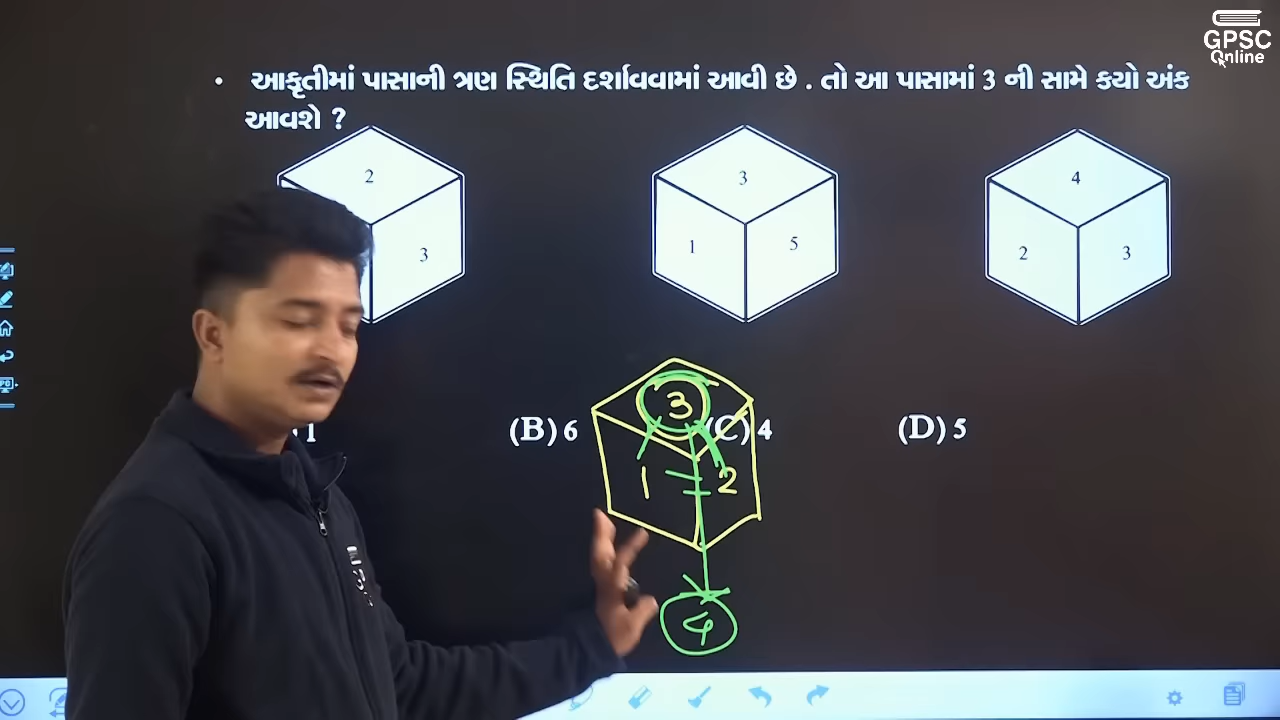 GPSC
Online
• આકૃતીમાં પાસાની ત્રણ સ્થિતિ દર્શાવવામાં આવી છે . તો આ પાસામાં 3 ની સામે કયો અંક
આવશે ?
2
3
3
1
5
4
2
3
1
(B) 6
(C) 4
(D) 5
3
1
2
4